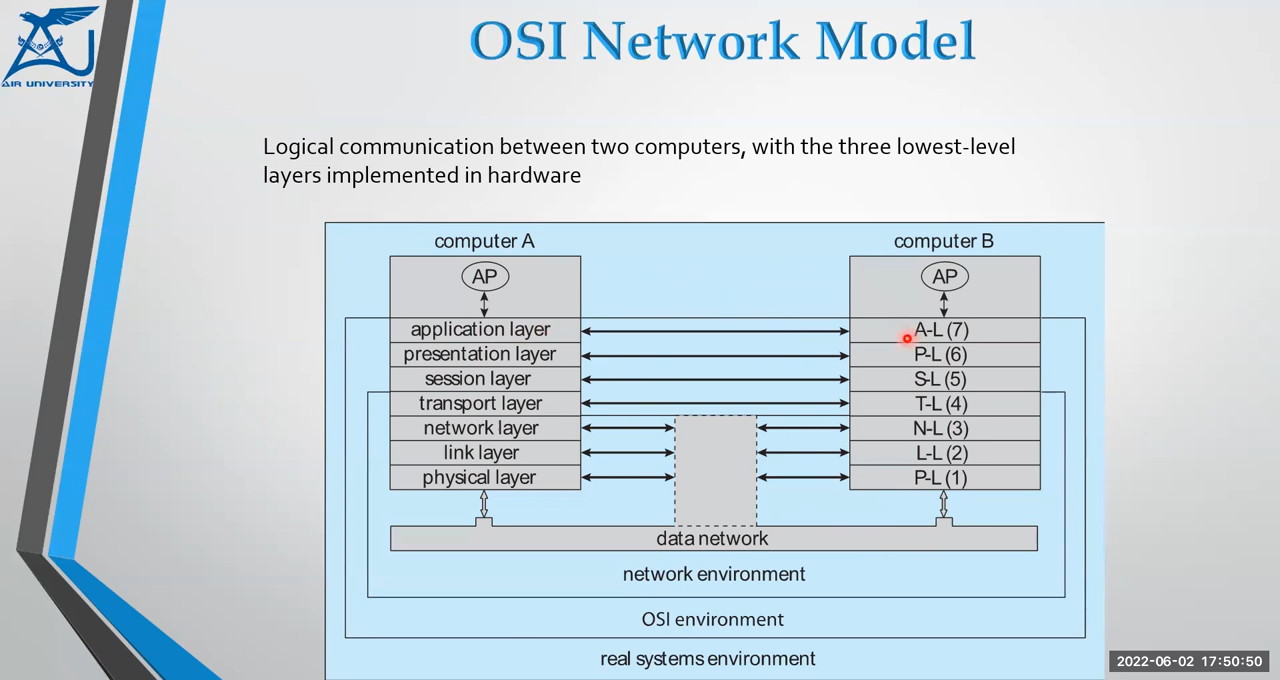 AIR UNIVERSITY
OSI Network Model
Logical communication between two computers, with the three lowest-level
layers implemented in hardware
computer A
computer B
AP
AP
application layer
A-L (7)
presentation layer
P-L (6)
session layer
S-L (5)
transport layer
T-L (4)
network layer
N-L (3)
link layer
L-L (2)
physical layer
P-L (1)
data network
network environment
OSI environment
real systems environment
2022-06-02 17:50:50